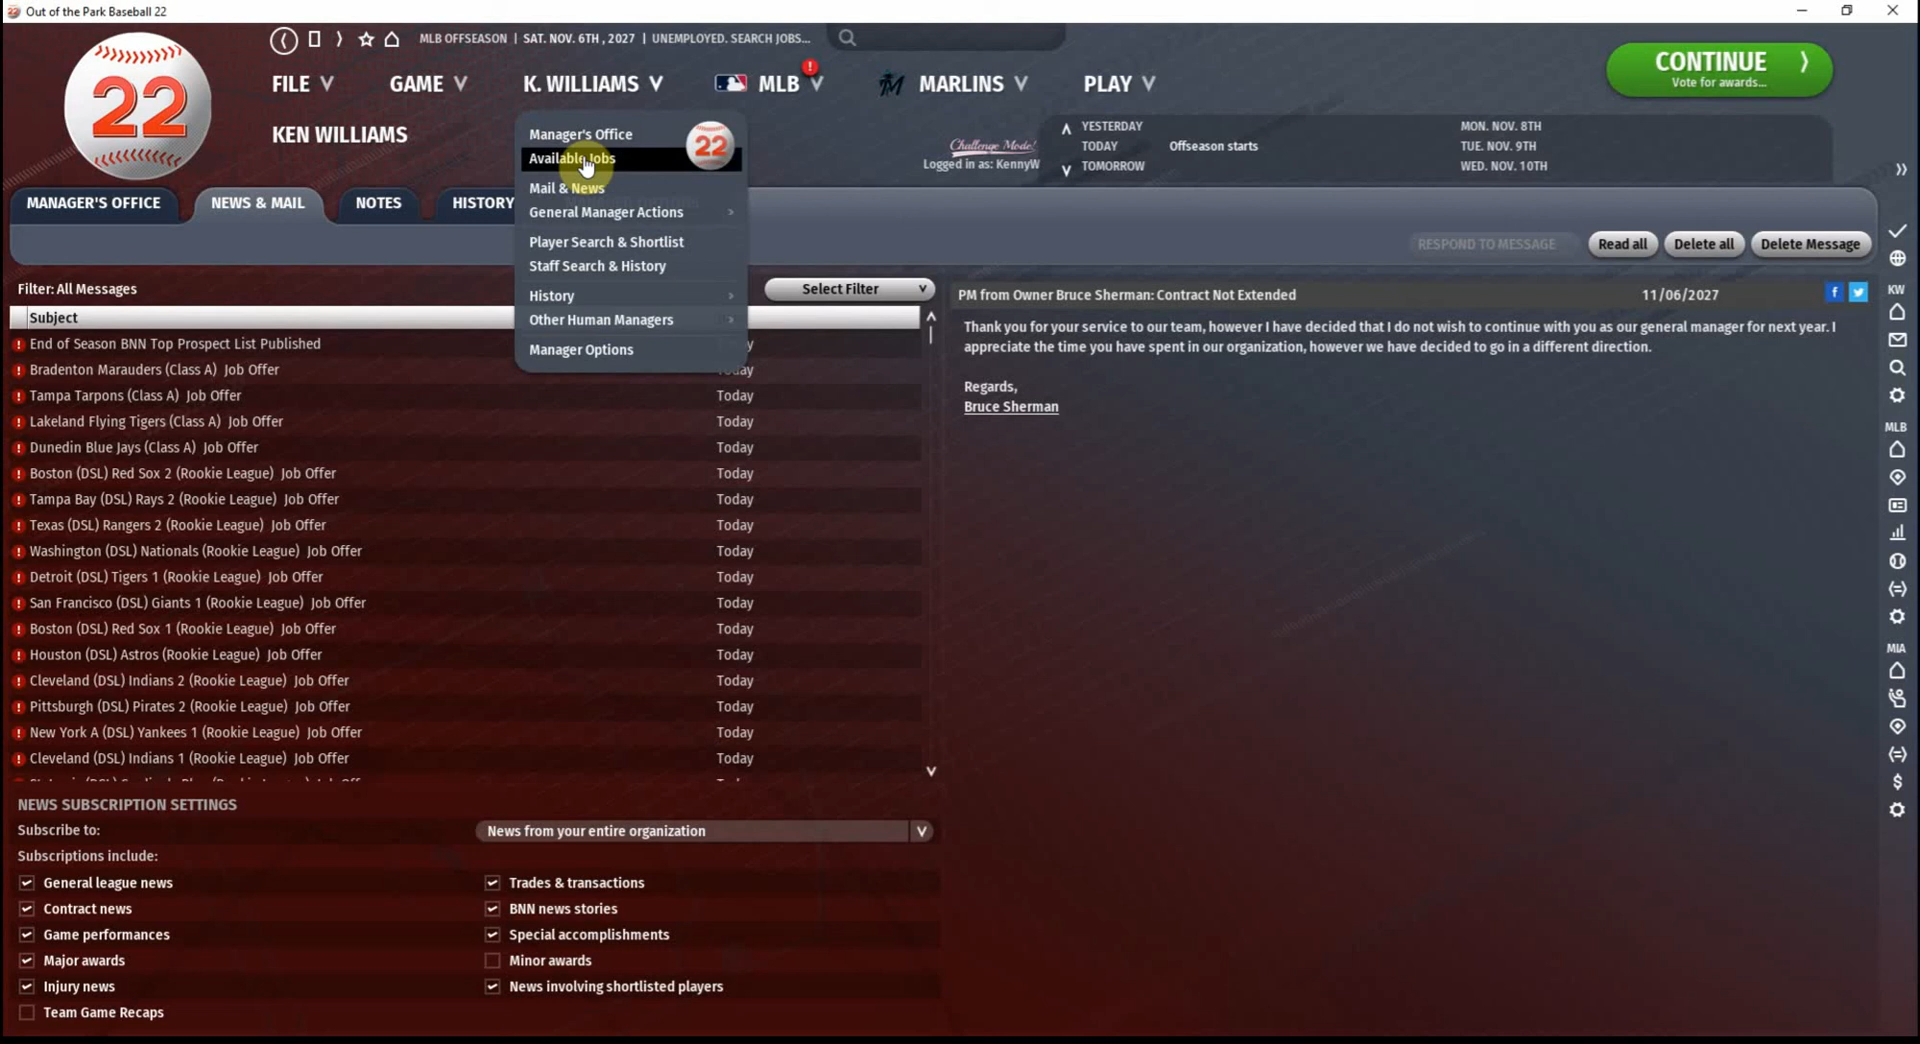 Out of the Park Baseball 22
MLB OFFSEASON | SAT. NOV. 6TH , 2027 | UNEMPLOYED. SEARCH JOBS...
22
FILE
GAME
K. WILLIAMS
MLB
MARLINS
PLAY
CONTINUE
Vote for awards...
KEN WILLIAMS
Manager's Office
Available Jobs
Mail & News
General Manager Actions
Player Search & Shortlist
Staff Search & History
History
Other Human Managers
Manager Options
22
Challenge Mode!
Logged in as: KennyW
YESTERDAY
TODAY
TOMORROW
Offseason starts
MON. NOV. 8TH
TUE. NOV. 9TH
WED. NOV. 10TH
MANAGER'S OFFICE
NEWS & MAIL
NOTES
HISTORY
RESPOND TO MESSAGE
Read all
Delete all
Delete Message
Filter: All Messages
Select Filter
Subject
End of Season BNN Top Prospect List Published
Bradenton Marauders (Class A) Job Offer
Tampa Tarpons (Class A) Job Offer Today
Lakeland Flying Tigers (Class A) Job Offer Today
Dunedin Blue Jays (Class A) Job Offer Today
Boston (DSL) Red Sox 2 (Rookie League) Job Offer Today
Tampa Bay (DSL) Rays 2 (Rookie League) Job Offer Today
Texas (DSL) Rangers 2 (Rookie League) Job Offer Today
Washington (DSL) Nationals (Rookie League) Job Offer Today
Detroit (DSL) Tigers 1 (Rookie League) Job Offer Today
San Francisco (DSL) Giants 1 (Rookie League) Job Offer Today
Boston (DSL) Red Sox 1 (Rookie League) Job Offer Today
Houston (DSL) Astros (Rookie League) Job Offer Today
Cleveland (DSL) Indians 2 (Rookie League) Job Offer Today
Pittsburgh (DSL) Pirates 2 (Rookie League) Job Offer Today
New York A (DSL) Yankees 1 (Rookie League) Job Offer Today
Cleveland (DSL) Indians 1 (Rookie League) Job Offer Today
PM from Owner Bruce Sherman: Contract Not Extended 11/06/2027
Thank you for your service to our team, however I have decided that I do not wish to continue with you as our general manager for next year. I
appreciate the time you have spent in our organization, however we have decided to go in a different direction.
Regards,
Bruce Sherman
KW
MLB
MIA
NEWS SUBSCRIPTION SETTINGS
Subscribe to:
News from your entire organization
Subscriptions include:
General league news
Trades & transactions
Contract news
BNN news stories
Game performances
Special accomplishments
Major awards
Minor awards
Injury news
News involving shortlisted players
Team Game Recaps